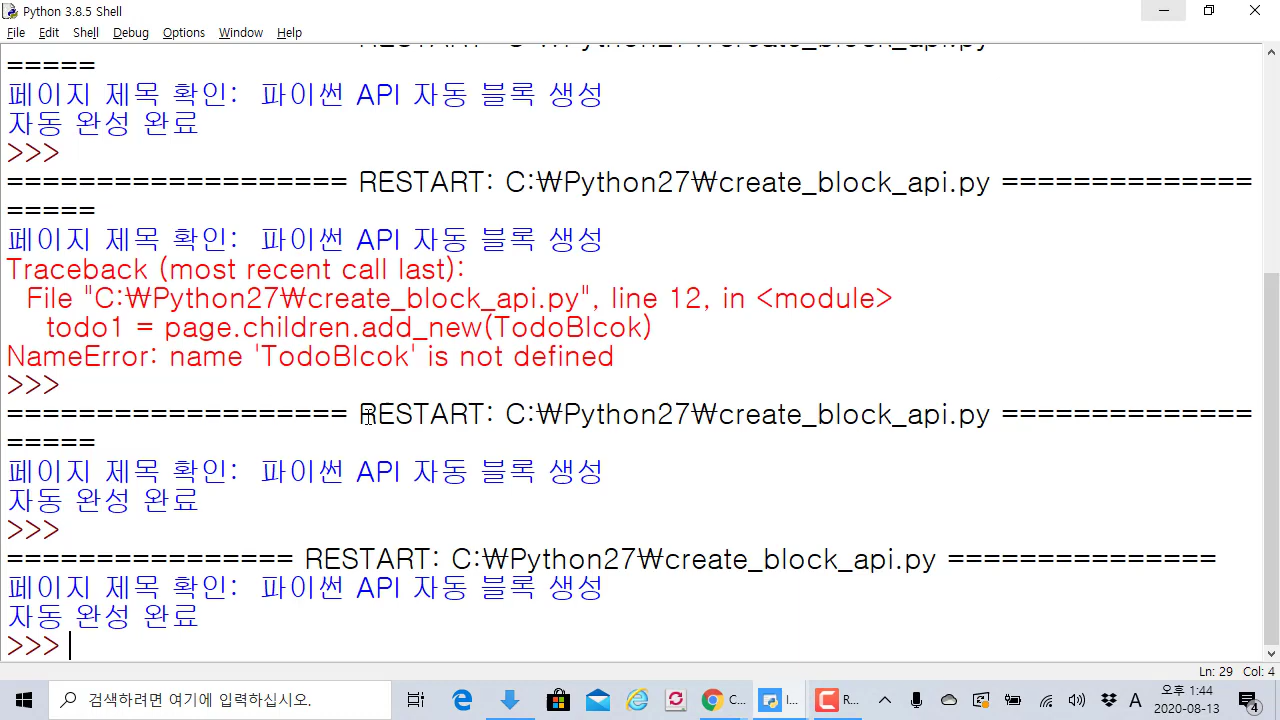 Python 3.8.5 Shell
File Edit Shell Debug Options Window Help
=====
페이지 제목 확인: 파이썬 API 자동 블록 생성
자동 완성 완료
>>>
=================== RESTART: C:₩Python27₩create_block_api.py ==============
=====
페이지 제목 확인: 파이썬 API 자동 블록 생성
Traceback (most recent call last):
File "C:₩Python27₩create_block_api.py", line 12, in <module>
todo1 = page.children.add_new(TodoBlcok)
NameError: name 'TodoBlcok' is not defined
>>>
=================== RESTART: C:₩Python27₩create_block_api.py ==============
=====
페이지 제목 확인: 파이썬 API 자동 블록 생성
자동 완성 완료
>>>
================ RESTART: C:₩Python27₩create_block_api.py ===============
페이지 제목 확인: 파이썬 API 자동 블록 생성
자동 완성 완료
>>>
Ln: 29 Col: 4
검색하려면 여기에 입력하십시오.
C...
I...
R...
A
오후 1:44
2020-08-13
4